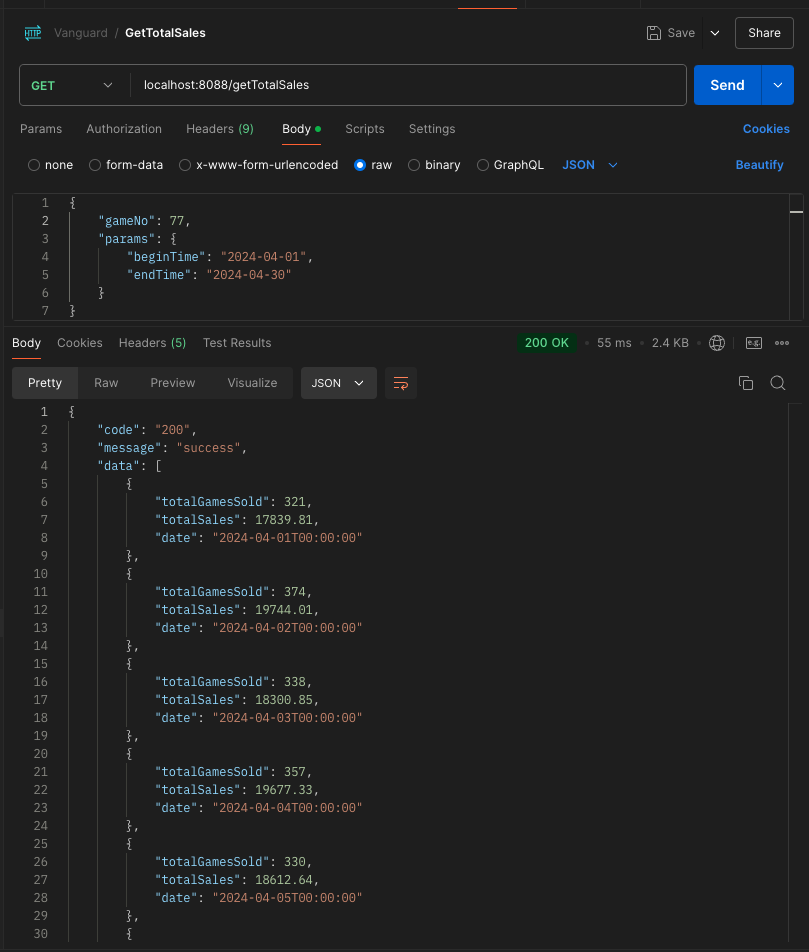 HTTP Vanguard / GetTotalSales Save Share
GET localhost:8088/getTotalSales Send
Params Authorization Headers (9) Body Scripts Settings Cookies
none form-data x-www-form-urlencoded raw binary GraphQL JSON Beautify
1 {
2 "gameNo": 77,
3 "params": {
4 "beginTime": "2024-04-01",
5 "endTime": "2024-04-30"
6 }
7 }
Body Cookies Headers (5) Test Results 200 OK 55 ms 2.4 KB e.g.
Pretty Raw Preview Visualize JSON
1 {
2 "code": "200",
3 "message": "success",
4 "data": [
5 {
6 "totalGamesSold": 321,
7 "totalSales": 17839.81,
8 "date": "2024-04-01T00:00:00"
9 },
10 {
11 "totalGamesSold": 374,
12 "totalSales": 19744.01,
13 "date": "2024-04-02T00:00:00"
14 },
15 {
16 "totalGamesSold": 338,
17 "totalSales": 18300.85,
18 "date": "2024-04-03T00:00:00"
19 },
20 {
21 "totalGamesSold": 357,
22 "totalSales": 19677.33,
23 "date": "2024-04-04T00:00:00"
24 },
25 {
26 "totalGamesSold": 330,
27 "totalSales": 18612.64,
28 "date": "2024-04-05T00:00:00"
29 },
30 {